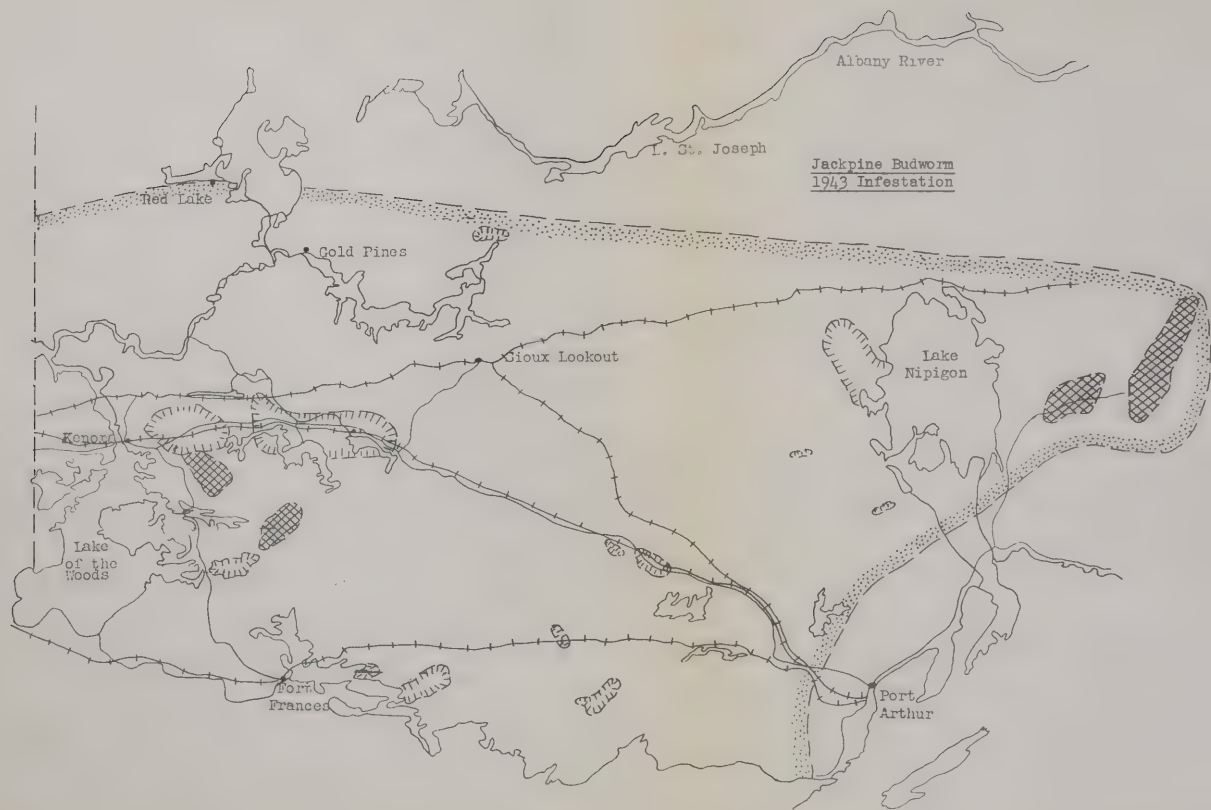 Albany River
L. St. Joseph
Jackpine Budworm
1943 Infestation
Red Lake
Gold Pines
Sioux Lookout
Lake
Nipigon
Kenora
Lake
of the
Woods
Fort
Frances
Port
Arthur